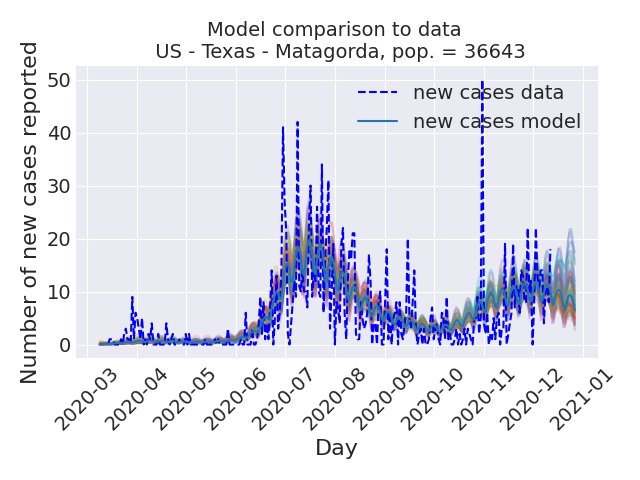 Model comparison to data
US - Texas - Matagorda, pop. = 36643
Number of new cases reported
50
40
30
20
10
0
new cases data
new cases model
2020-03
2020-04
2020-05
2020-06
2020-07
2020-08
2020-09
2020-10
2020-11
2020-12
2021-01
Day